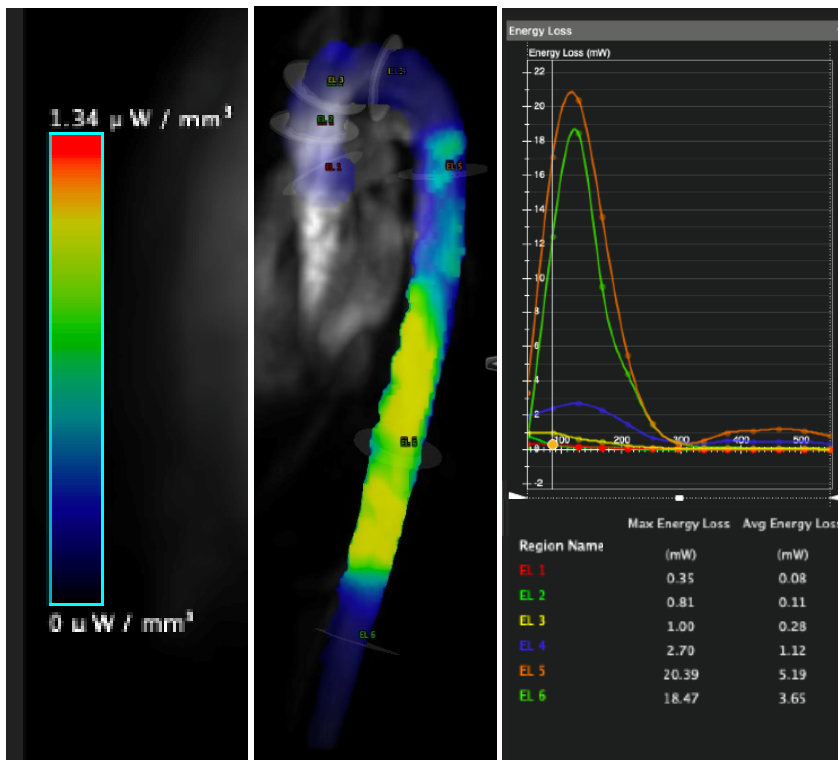 1.34 µ W / mm³
0 u W / mm³
EL 3
EL 2
EL 1
EL 5
EL 6
EL 6
Energy Loss
Energy Loss (mW)
22
20
18
16
14
12
10
8
6
4
2
0
-2
100
200
300
400
500
Max Energy Loss Avg Energy Loss
Region Name (mW) (mW)
EL 1 0.35 0.08
EL 2 0.81 0.11
EL 3 1.00 0.28
EL 4 2.70 1.12
EL 5 20.39 5.19
EL 6 18.47 3.65